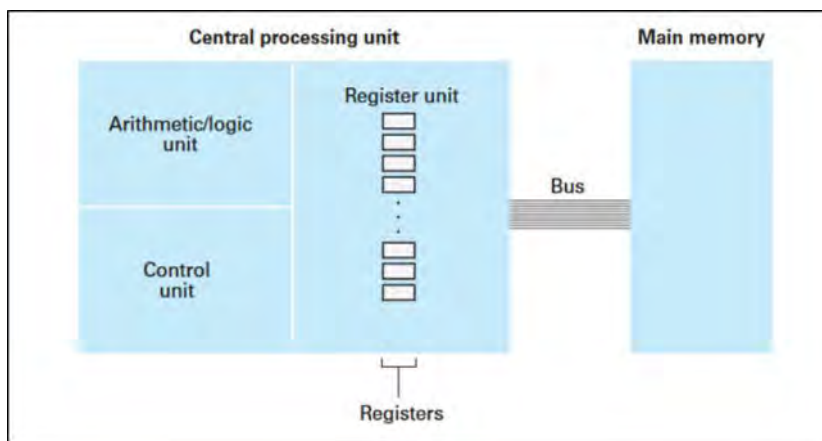 Central processing unit
Main memory
Arithmetic/logic
unit
Register unit
Bus
Control
unit
Registers